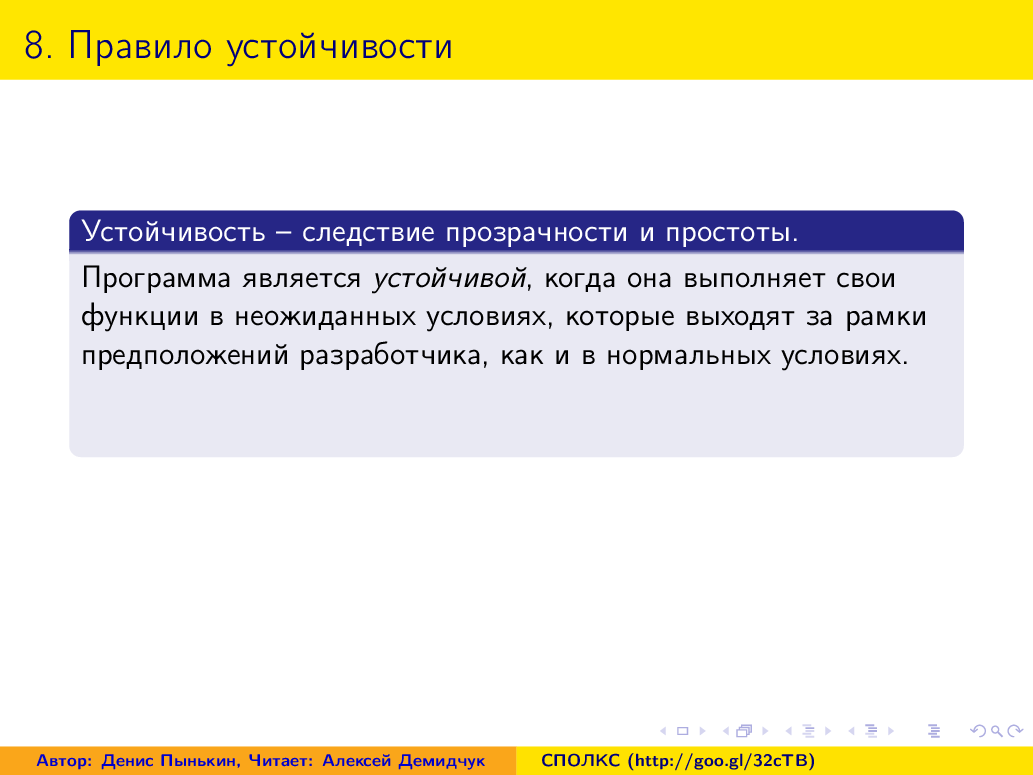 8. Правило устойчивости
Устойчивость – следствие прозрачности и простоты.
Программа является устойчивой, когда она выполняет свои
функции в неожиданных условиях, которые выходят за рамки
предположений разработчика, как и в нормальных условиях.
Автор: Денис Пынькин, Читает: Алексей Демидчук
СПОЛКС (http://goo.gl/32cTB)